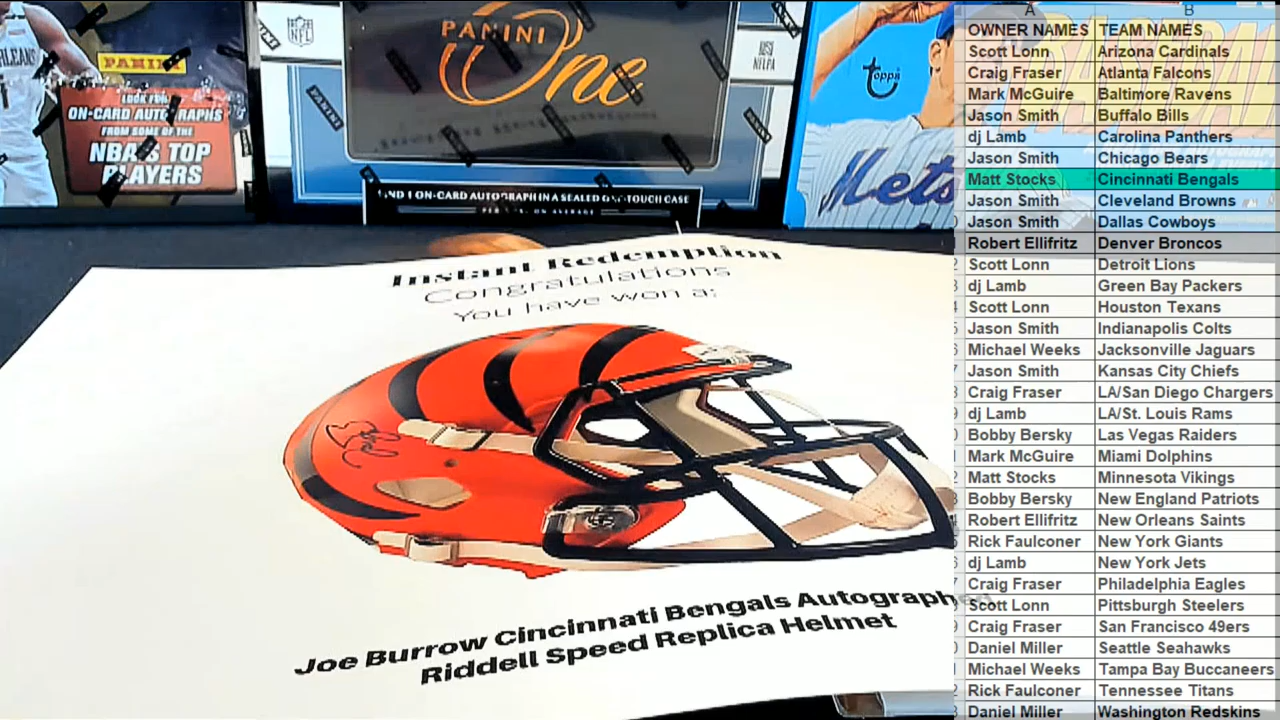 PANINI
LOOK FOR
ON-CARD AUTOGRAPHS
FROM SOME OF THE
NBA'S TOP
PLAYERS
NFL
PANINI
One
PANINI
PANINI
1 ON-CARD AUTOGRAPH IN A SEALED ONE-TOUCH CASE
Topps
Mets
Instant Redemption
Congratulations
You have won a:
Joe Burrow Cincinnati Bengals Autographed
Riddell Speed Replica Helmet
A B
OWNER NAMES TEAM NAMES
Scott Lonn Arizona Cardinals
Craig Fraser Atlanta Falcons
Mark McGuire Baltimore Ravens
Jason Smith Buffalo Bills
dj Lamb Carolina Panthers
Jason Smith Chicago Bears
Matt Stocks Cincinnati Bengals
Jason Smith Cleveland Browns
Jason Smith Dallas Cowboys
Robert Ellifritz Denver Broncos
Scott Lonn Detroit Lions
dj Lamb Green Bay Packers
Scott Lonn Houston Texans
Jason Smith Indianapolis Colts
Michael Weeks Jacksonville Jaguars
Jason Smith Kansas City Chiefs
Craig Fraser LA/San Diego Chargers
dj Lamb LA/St. Louis Rams
Bobby Bersky Las Vegas Raiders
Mark McGuire Miami Dolphins
Matt Stocks Minnesota Vikings
Bobby Bersky New England Patriots
Robert Ellifritz New Orleans Saints
Rick Faulconer New York Giants
dj Lamb New York Jets
Craig Fraser Philadelphia Eagles
Scott Lonn Pittsburgh Steelers
Craig Fraser San Francisco 49ers
Daniel Miller Seattle Seahawks
Michael Weeks Tampa Bay Buccaneers
Rick Faulconer Tennessee Titans
Daniel Miller Washington Redskins